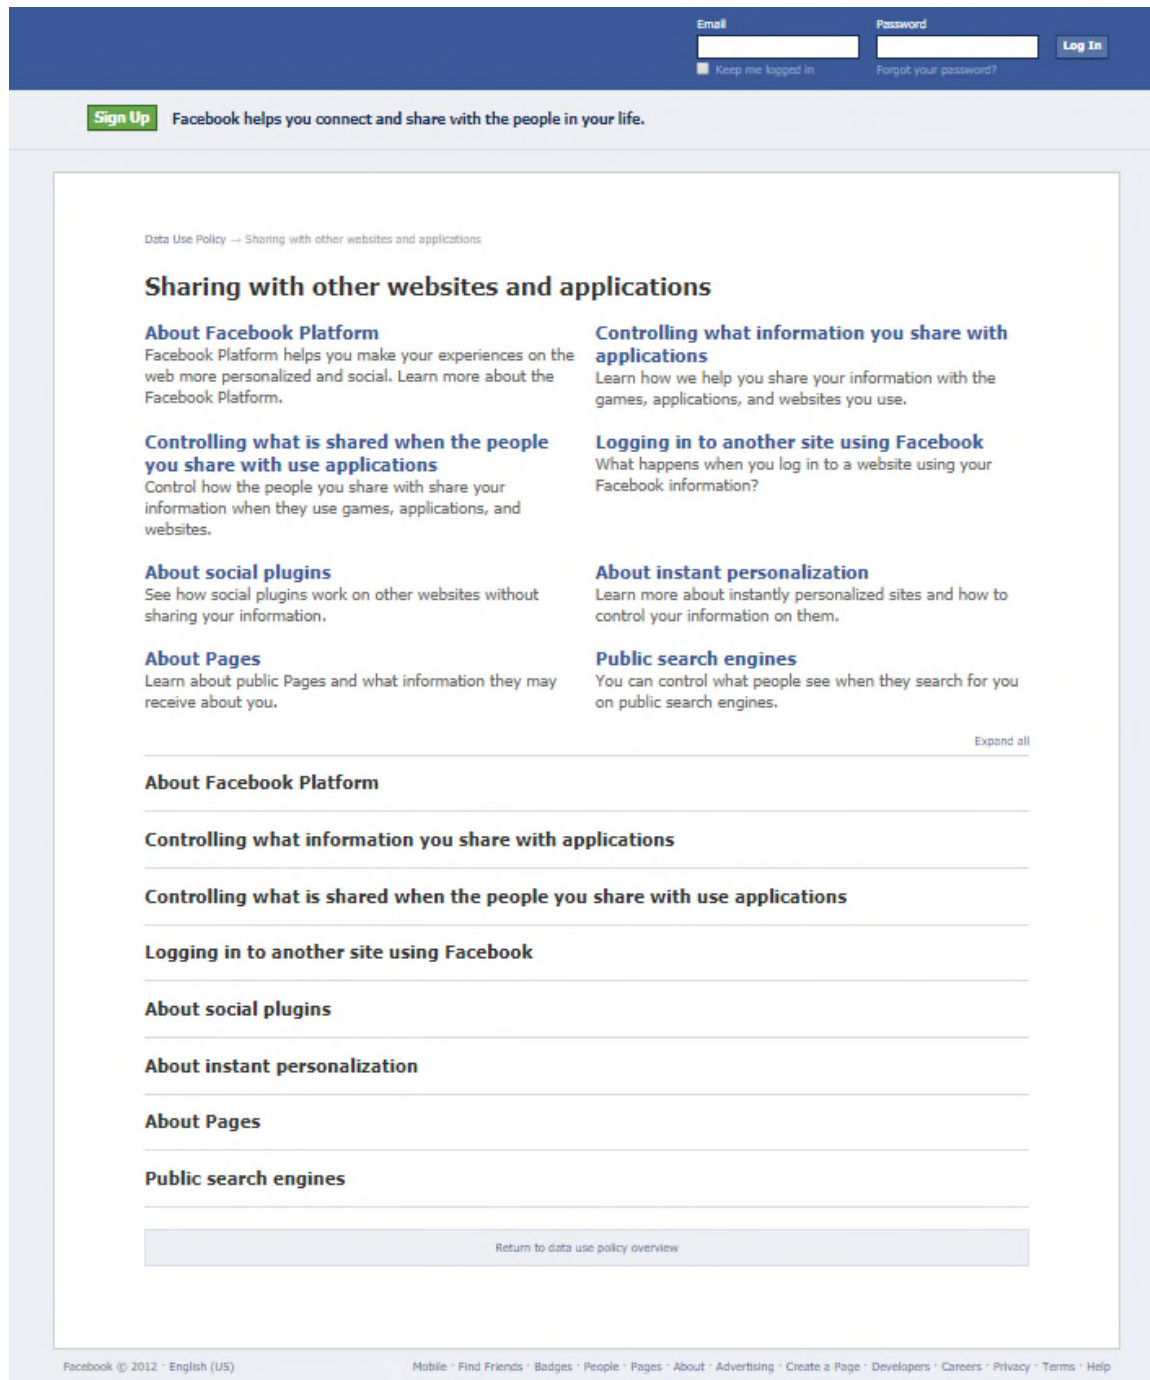 Email Password
Log In
Keep me logged in Forgot your password?
Sign Up Facebook helps you connect and share with the people in your life.
Data Use Policy → Sharing with other websites and applications
Sharing with other websites and applications
About Facebook Platform
Facebook Platform helps you make your experiences on the
web more personalized and social. Learn more about the
Facebook Platform.
Controlling what information you share with
applications
Learn how we help you share your information with the
games, applications, and websites you use.
Controlling what is shared when the people
you share with use applications
Control how the people you share with share your
information when they use games, applications, and
websites.
Logging in to another site using Facebook
What happens when you log in to a website using your
Facebook information?
About social plugins
See how social plugins work on other websites without
sharing your information.
About instant personalization
Learn more about instantly personalized sites and how to
control your information on them.
About Pages
Learn about public Pages and what information they may
receive about you.
Public search engines
You can control what people see when they search for you
on public search engines.
Expand all
About Facebook Platform
Controlling what information you share with applications
Controlling what is shared when the people you share with use applications
Logging in to another site using Facebook
About social plugins
About instant personalization
About Pages
Public search engines
Return to data use policy overview
Facebook © 2012 · English (US) Mobile · Find Friends · Badges · People · Pages · About · Advertising · Create a Page · Developers · Careers · Privacy · Terms · Help